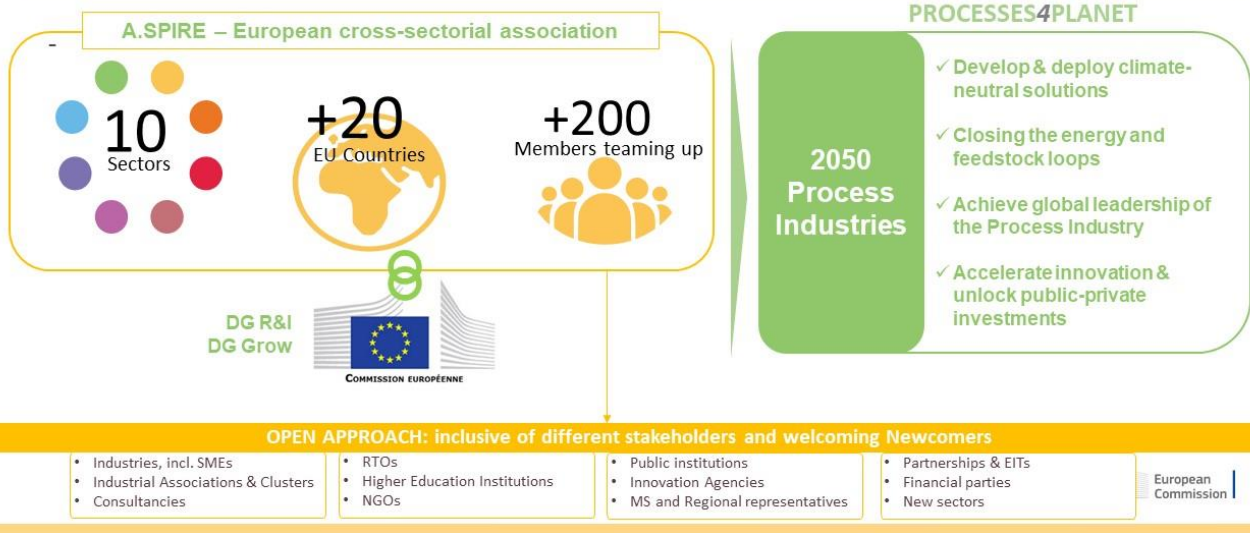 A.SPIRE – European cross-sectorial association
-
10
Sectors
+20
EU Countries
+200
Members teaming up
DG R&I
DG Grow
COMMISSION EUROPÉENNE
PROCESSES4PLANET
2050
Process
Industries
✓ Develop & deploy climate-
neutral solutions
✓ Closing the energy and
feedstock loops
✓ Achieve global leadership of
the Process Industry
✓ Accelerate innovation &
unlock public-private
investments
OPEN APPROACH: inclusive of different stakeholders and welcoming Newcomers
• Industries, incl. SMEs
• Industrial Associations & Clusters
• Consultancies
• RTOs
• Higher Education Institutions
• NGOs
• Public institutions
• Innovation Agencies
• MS and Regional representatives
• Partnerships & EITs
• Financial parties
• New sectors
European
Commission